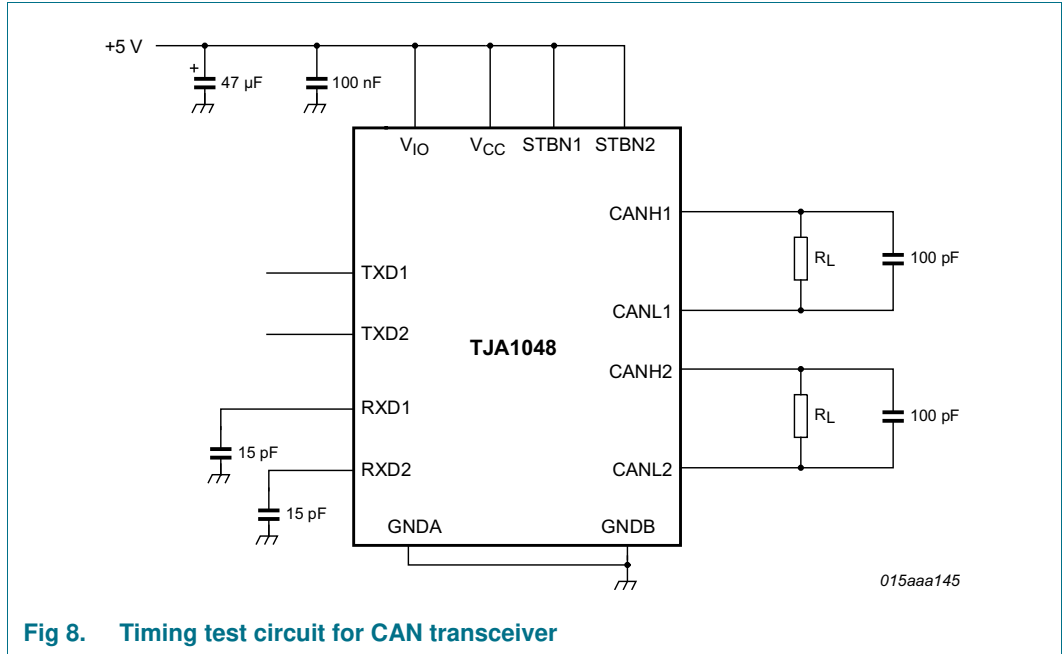 +5 V
+
47 µF
100 nF
VIO
VCC
STBN1
STBN2
CANH1
RL
100 pF
TXD1
CANL1
TXD2
TJA1048
CANH2
RXD1
RL
100 pF
15 pF
RXD2
CANL2
15 pF
GNDA
GNDB
015aaa145
Fig 8. Timing test circuit for CAN transceiver